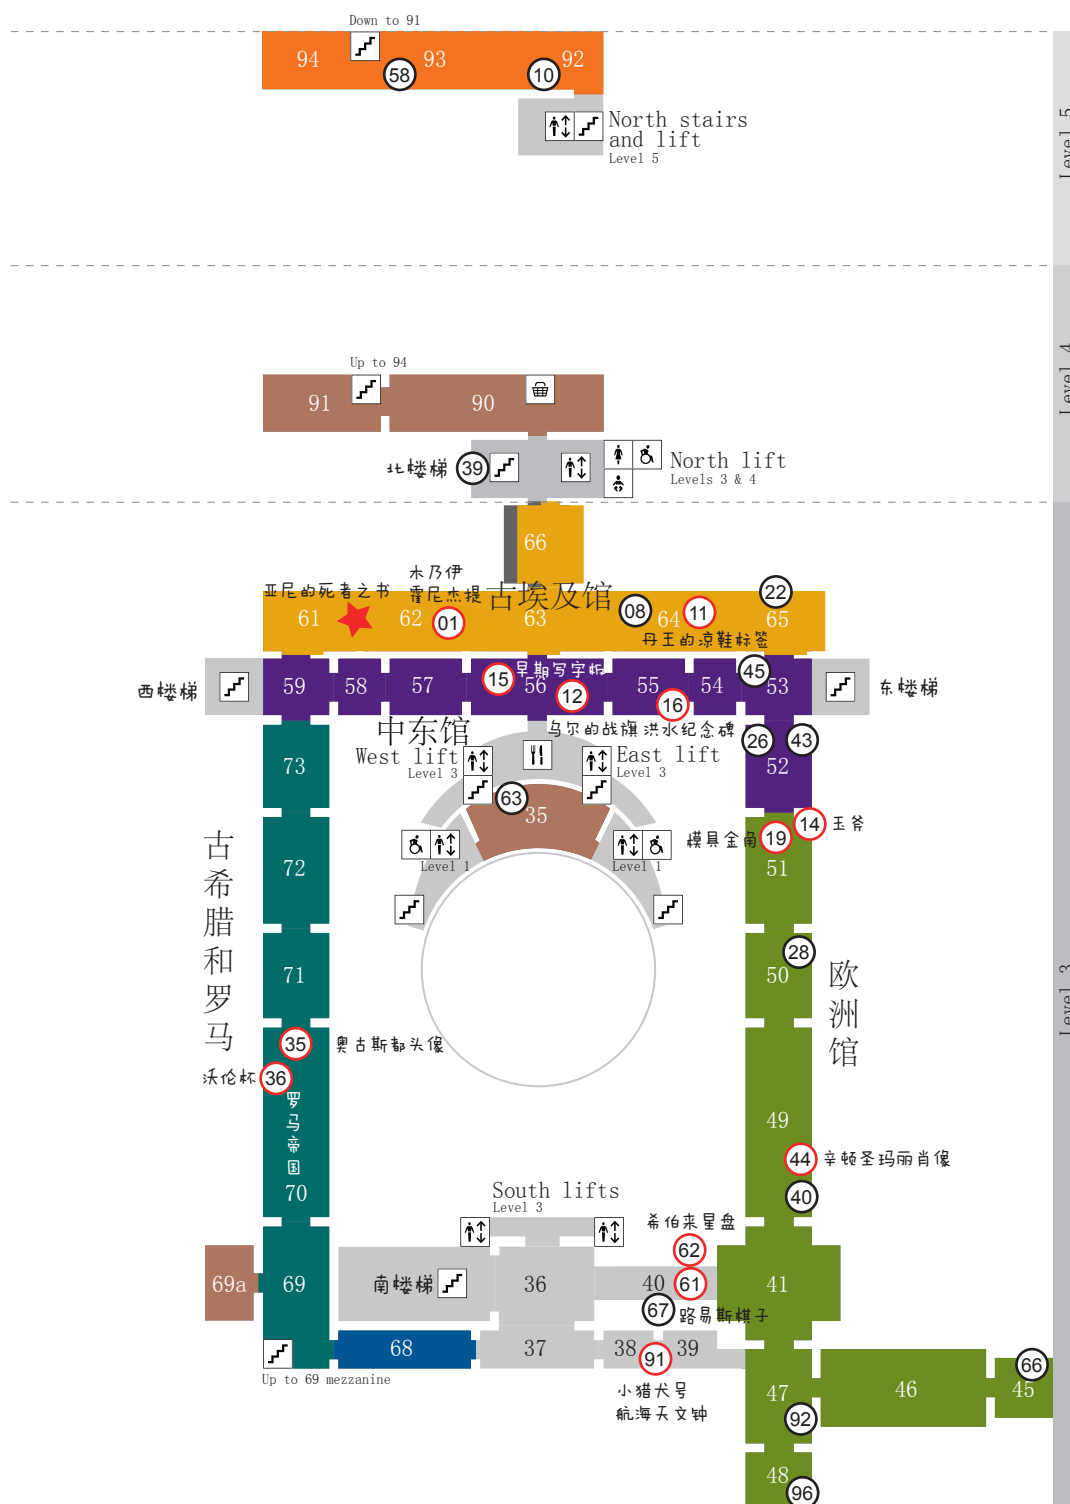 Down to 91
94
93
92
58
10
North stairs
and lift
Level 5
Level 5
Up to 94
91
90
Level 4
北楼梯
39
North lift
Levels 3 & 4
66
亚尼的死者之书
木乃伊
霍尼杰提
古埃及馆
22
61
62
01
63
08
64
11
65
丹王的凉鞋标签
西楼梯
59
58
57
15
早期写字板
56
12
55
16
54
45
53
东楼梯
中东馆
乌尔的战旗
洪水纪念碑
26
43
West lift
Level 3
East lift
Level 3
73
52
63
35
14
玉斧
模具金角
19
古希腊和罗马
72
Level 1
Level 1
51
71
28
50
欧洲馆
Level 3
35
奥古斯都头像
沃伦杯
36
罗马帝国
70
49
44
辛顿圣玛丽肖像
40
South lifts
Level 3
希伯来星盘
62
69a
69
南楼梯
36
40
61
41
67
路易斯棋子
68
37
38
91
39
Up to 69 mezzanine
小猎犬号
航海天文钟
47
46
66
45
92
48
96